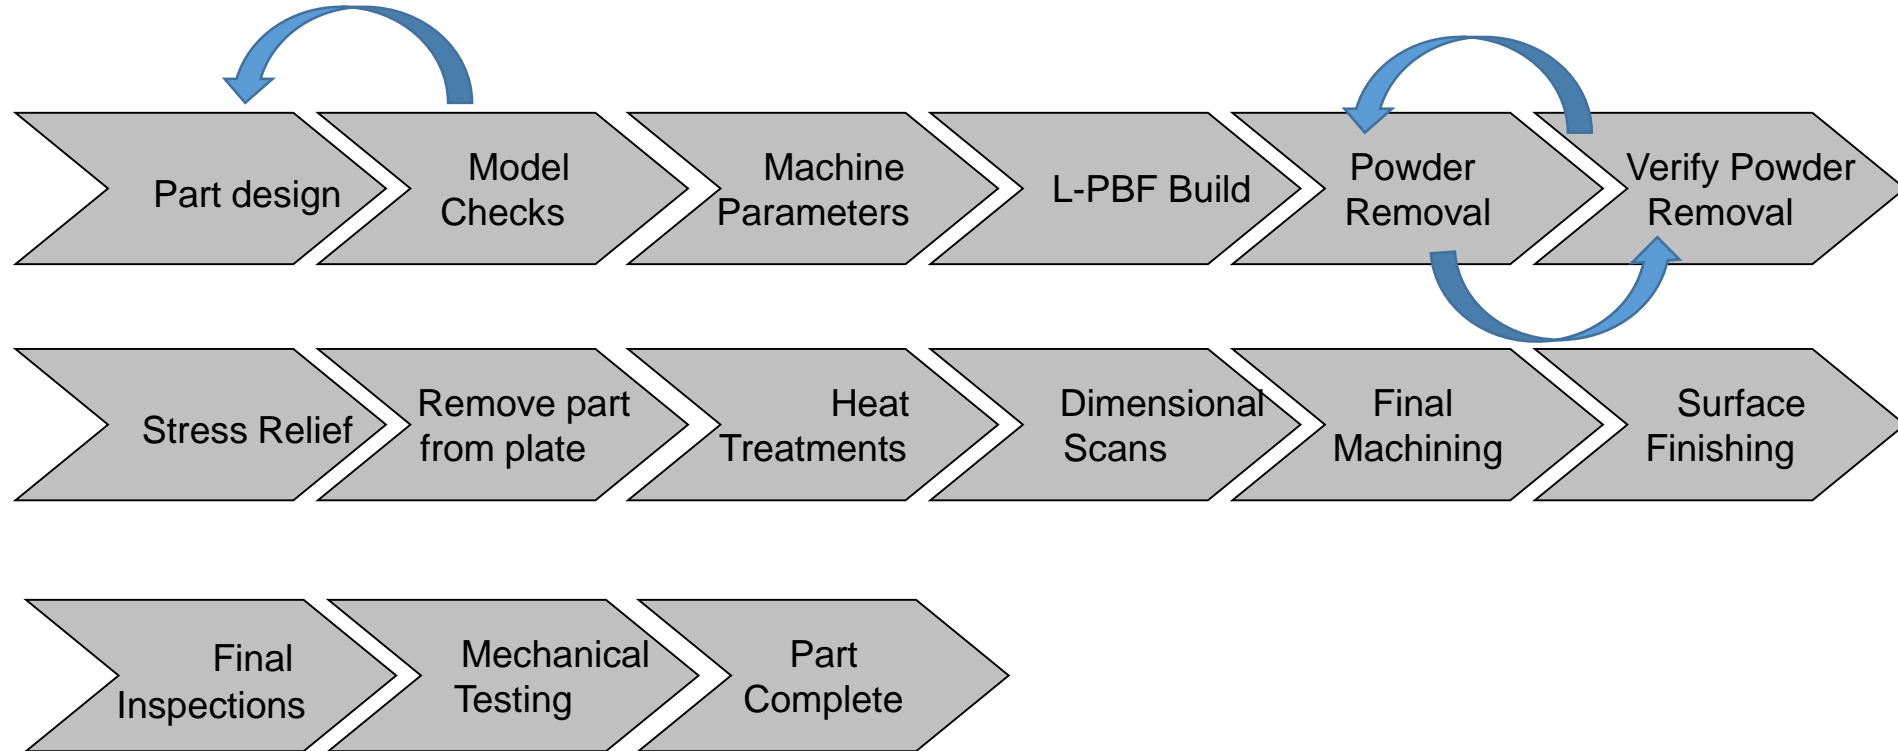 Part design
Model
Checks
Machine
Parameters
L-PBF Build
Powder
Removal
Verify Powder
Removal
Stress Relief
Remove part
from plate
Heat
Treatments
Dimensional
Scans
Final
Machining
Surface
Finishing
Final
Inspections
Mechanical
Testing
Part
Complete